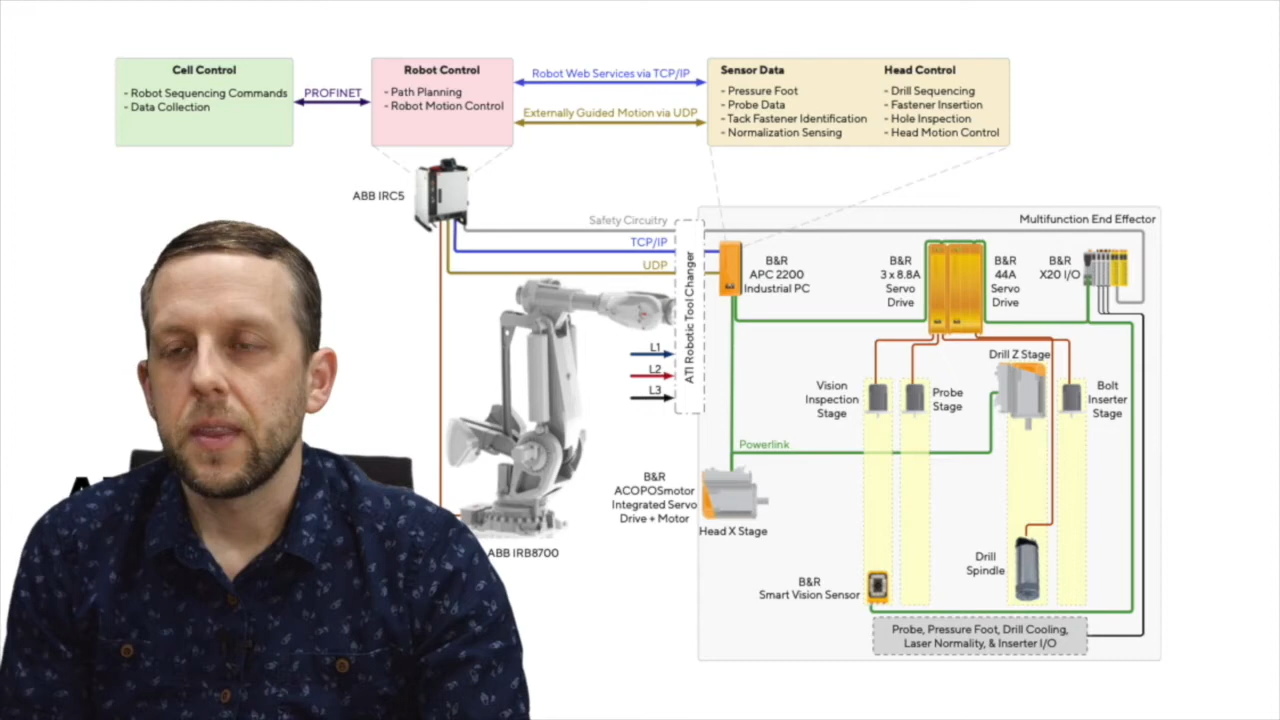 Cell Control
- Robot Sequencing Commands
- Data Collection
PROFINET
Robot Control
- Path Planning
- Robot Motion Control
Robot Web Services via TCP/IP
Externally Guided Motion via UDP
Sensor Data
- Pressure Foot
- Probe Data
- Tack Fastener Identification
- Normalization Sensing
Head Control
- Drill Sequencing
- Fastener Insertion
- Hole Inspection
- Head Motion Control
ABB IRC5
Safety Circuitry
TCP/IP
UDP
L1
L2
L3
ATI Robotic Tool Changer
Multifunction End Effector
B&R
APC 2200
Industrial PC
B&R
3 x 8.8A
Servo
Drive
B&R
44A
Servo
Drive
B&R
X20 I/O
Drill Z Stage
Vision
Inspection
Stage
Probe
Stage
Bolt
Inserter
Stage
Powerlink
B&R
ACOPOSmotor
Integrated Servo
Drive + Motor
Head X Stage
ABB IRB8700
Drill
Spindle
B&R
Smart Vision Sensor
Probe, Pressure Foot, Drill Cooling,
Laser Normality, & Inserter I/O